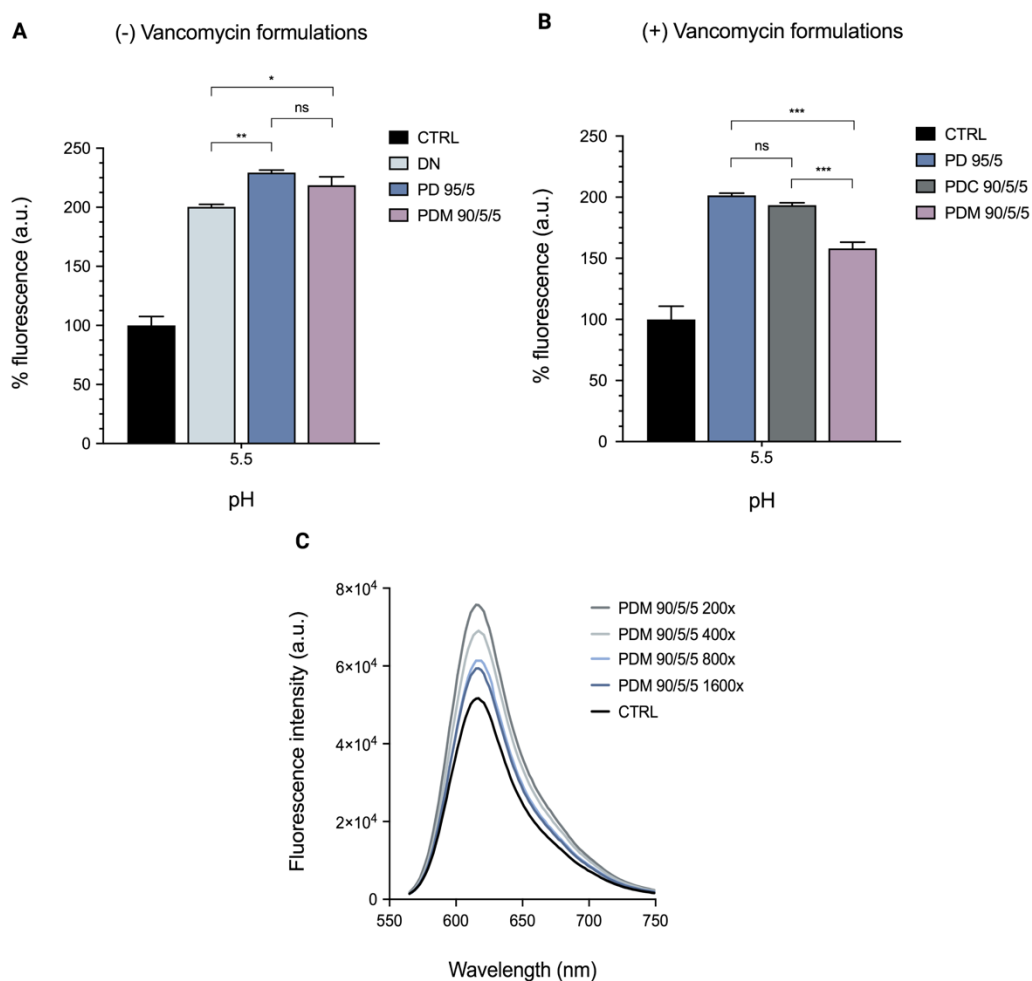 A
(-) Vancomycin formulations
*
ns
**
250
200
150
100
50
0
% fluorescence (a.u.)
5.5
pH
CTRL
DN
PD 95/5
PDM 90/5/5
B
(+) Vancomycin formulations
***
ns
***
250
200
150
100
50
0
% fluorescence (a.u.)
5.5
pH
CTRL
PD 95/5
PDC 90/5/5
PDM 90/5/5
C
8×10⁴
6×10⁴
4×10⁴
2×10⁴
0
Fluorescence intensity (a.u.)
550 600 650 700 750
Wavelength (nm)
PDM 90/5/5 200x
PDM 90/5/5 400x
PDM 90/5/5 800x
PDM 90/5/5 1600x
CTRL